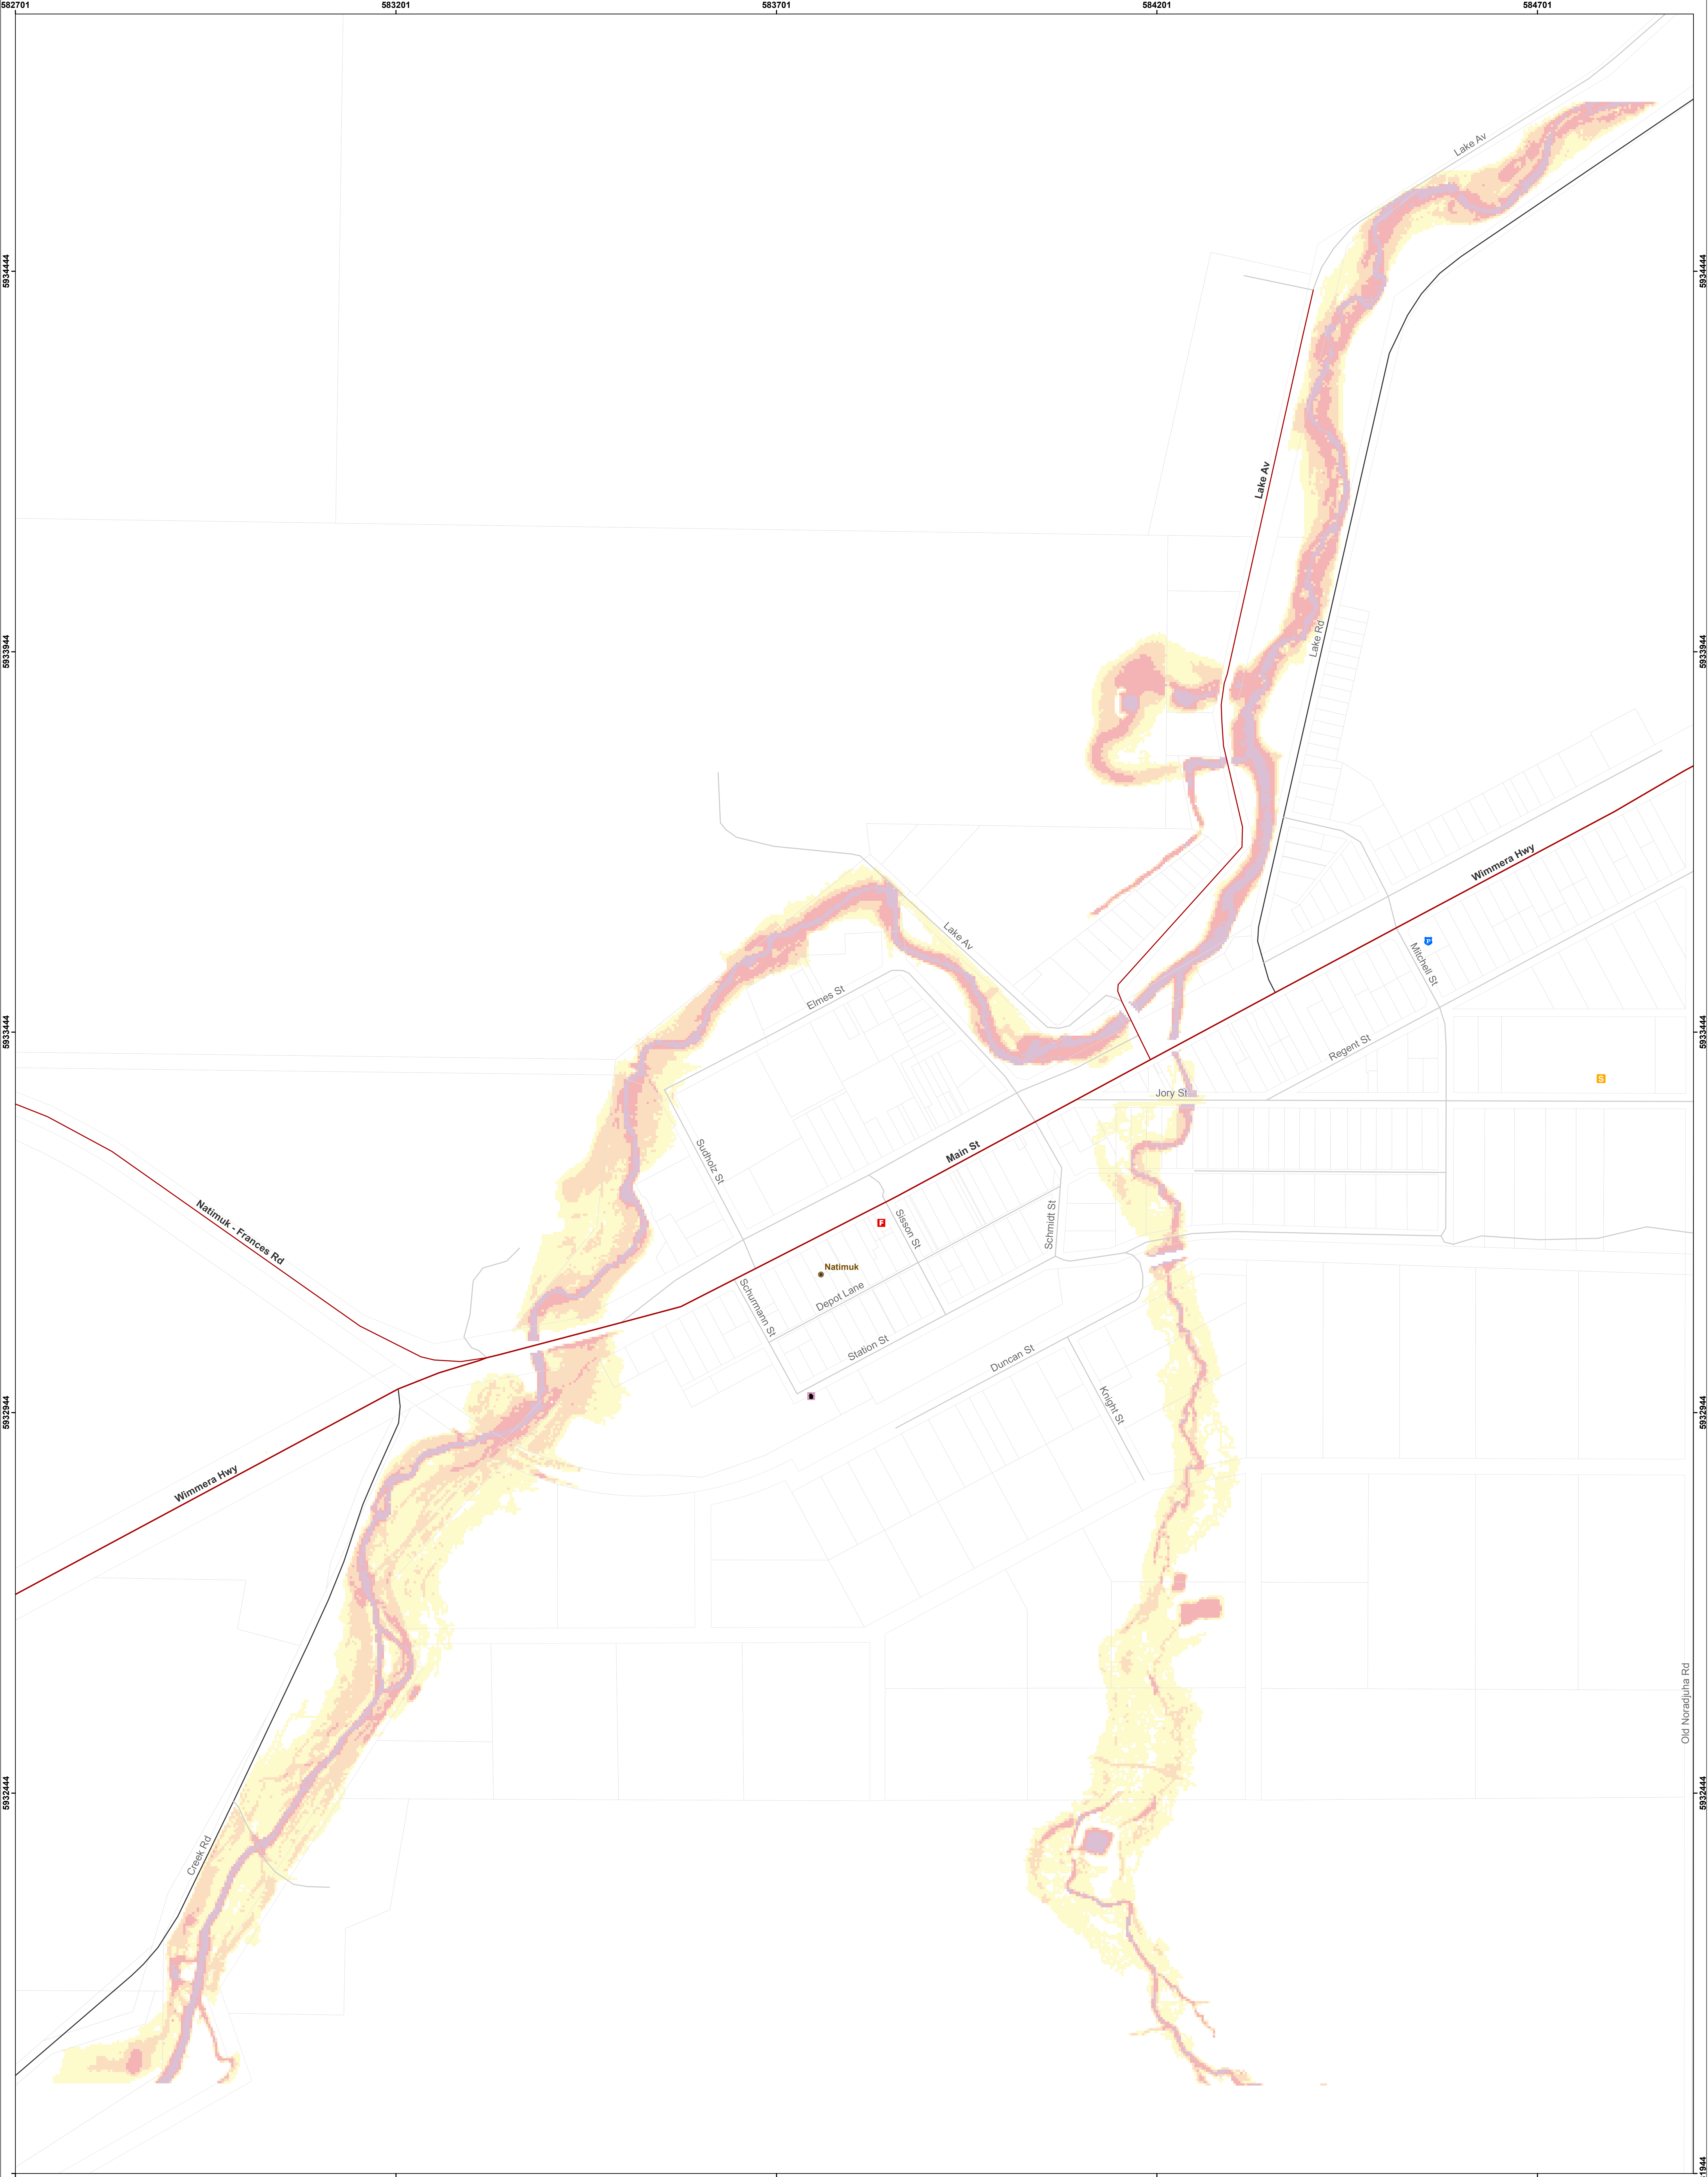 582701
583201
583701
584201
584701
Lake Av
5934444
5934444
Lake Av
5933944
5933944
Lake Rd
Wimmera Hwy
Lake Av
P
Mitchell St
Elmes St
5933444
5933444
Regent St
S
Jory St
Main St
Sudholz St
Natimuk - Frances Rd
F
Sisson St
Schmidt St
Natimuk
Depot Lane
Schurmann St
Station St
Duncan St
Knight St
5932944
5932944
Wimmera Hwy
Old Noradjuha Rd
5932444
5932444
Creek Rd
1944